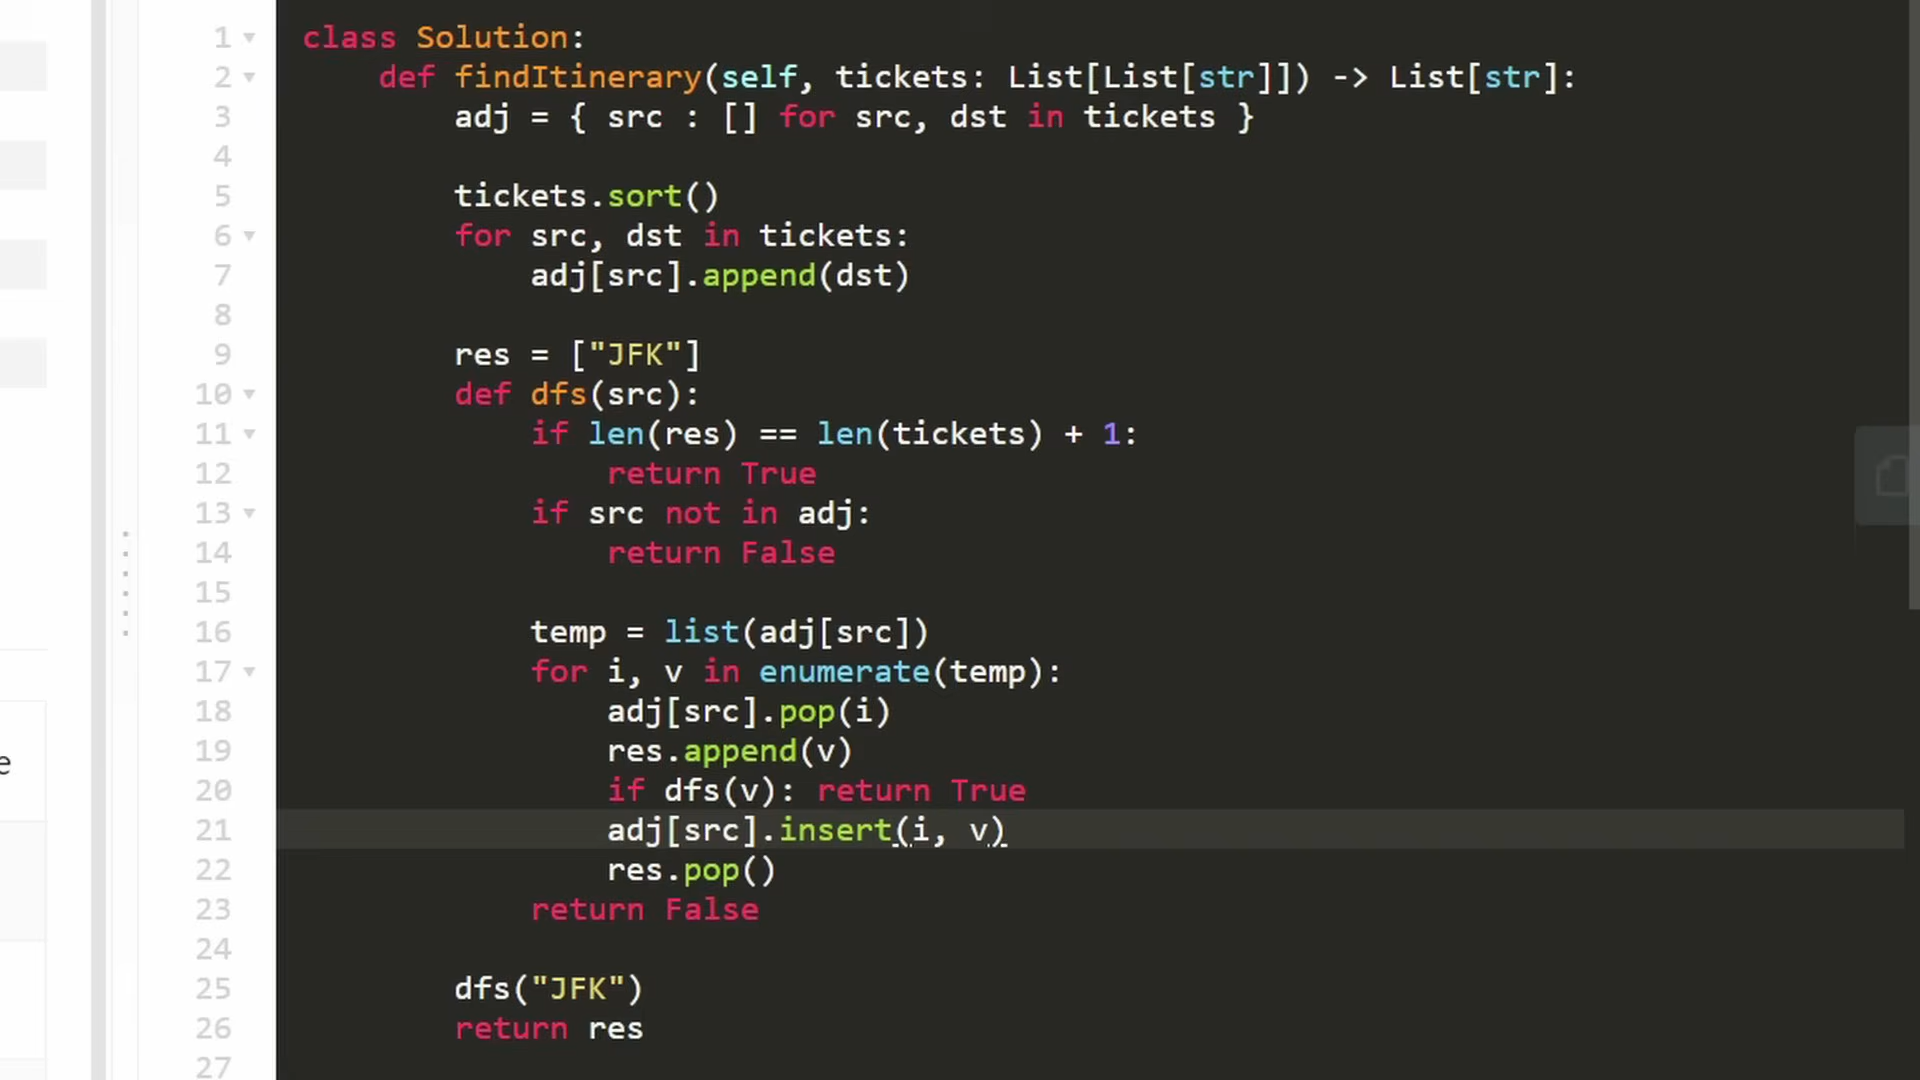 1 class Solution:
2 def findItinerary(self, tickets: List[List[str]]) -> List[str]:
3 adj = { src : [] for src, dst in tickets }
4
5 tickets.sort()
6 for src, dst in tickets:
7 adj[src].append(dst)
8
9 res = ["JFK"]
10 def dfs(src):
11 if len(res) == len(tickets) + 1:
12 return True
13 if src not in adj:
14 return False
15
16 temp = list(adj[src])
17 for i, v in enumerate(temp):
18 adj[src].pop(i)
19 res.append(v)
e
20 if dfs(v): return True
21 adj[src].insert(i, v)
22 res.pop()
23 return False
24
25 dfs("JFK")
26 return res
27